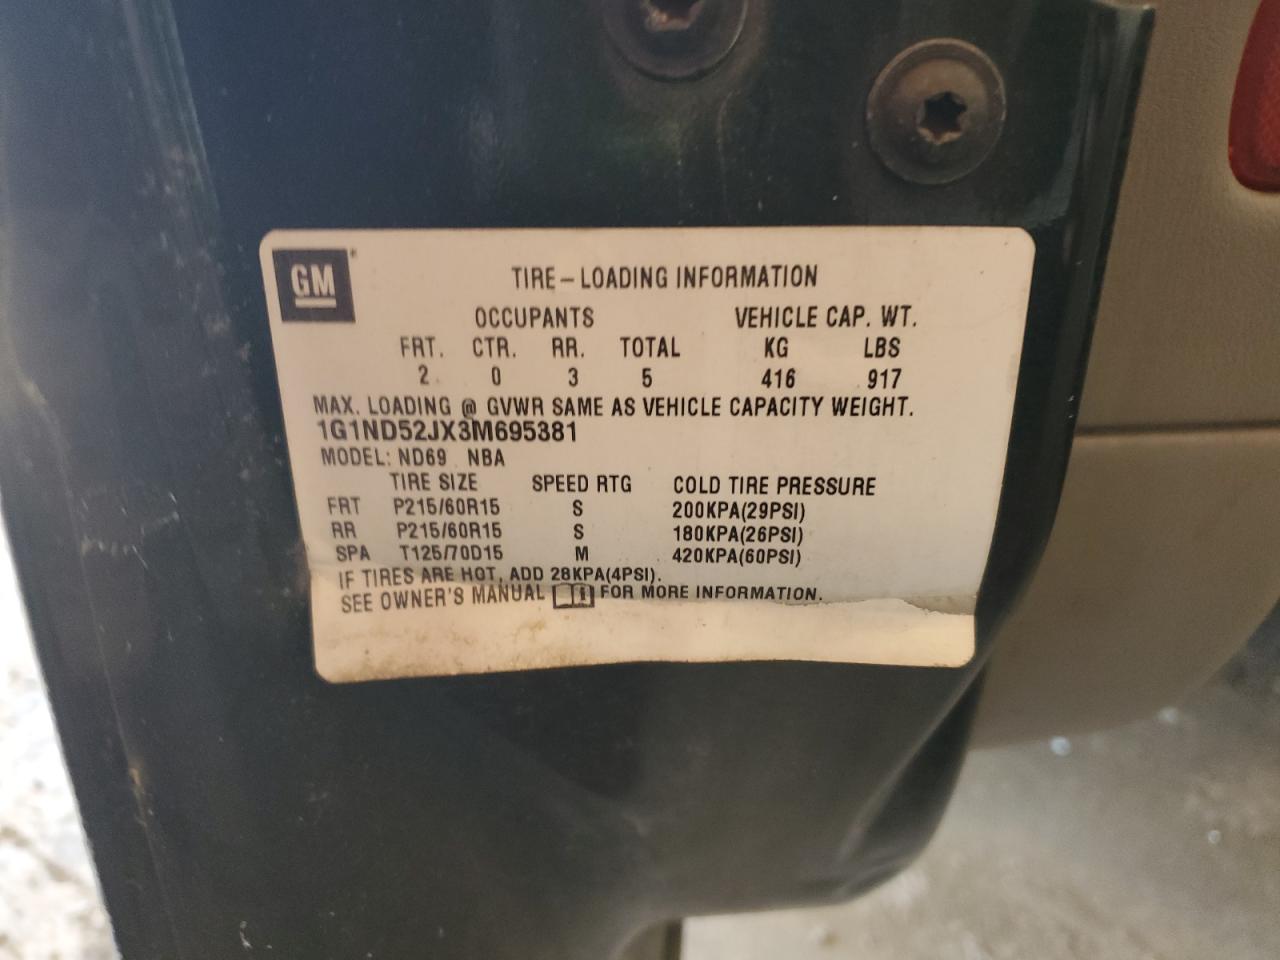 GM
TIRE–LOADING INFORMATION
OCCUPANTS VEHICLE CAP. WT.
FRT. CTR. RR. TOTAL KG LBS
2 0 3 5 416 917
MAX. LOADING @ GVWR SAME AS VEHICLE CAPACITY WEIGHT.
1G1ND52JX3M695381
MODEL: ND69 NBA
TIRE SIZE SPEED RTG COLD TIRE PRESSURE
FRT P215/60R15 S 200KPA(29PSI)
RR P215/60R15 S 180KPA(26PSI)
SPA T125/70D15 M 420KPA(60PSI)
IF TIRES ARE HOT, ADD 28KPA(4PSI).
SEE OWNER'S MANUAL FOR MORE INFORMATION.